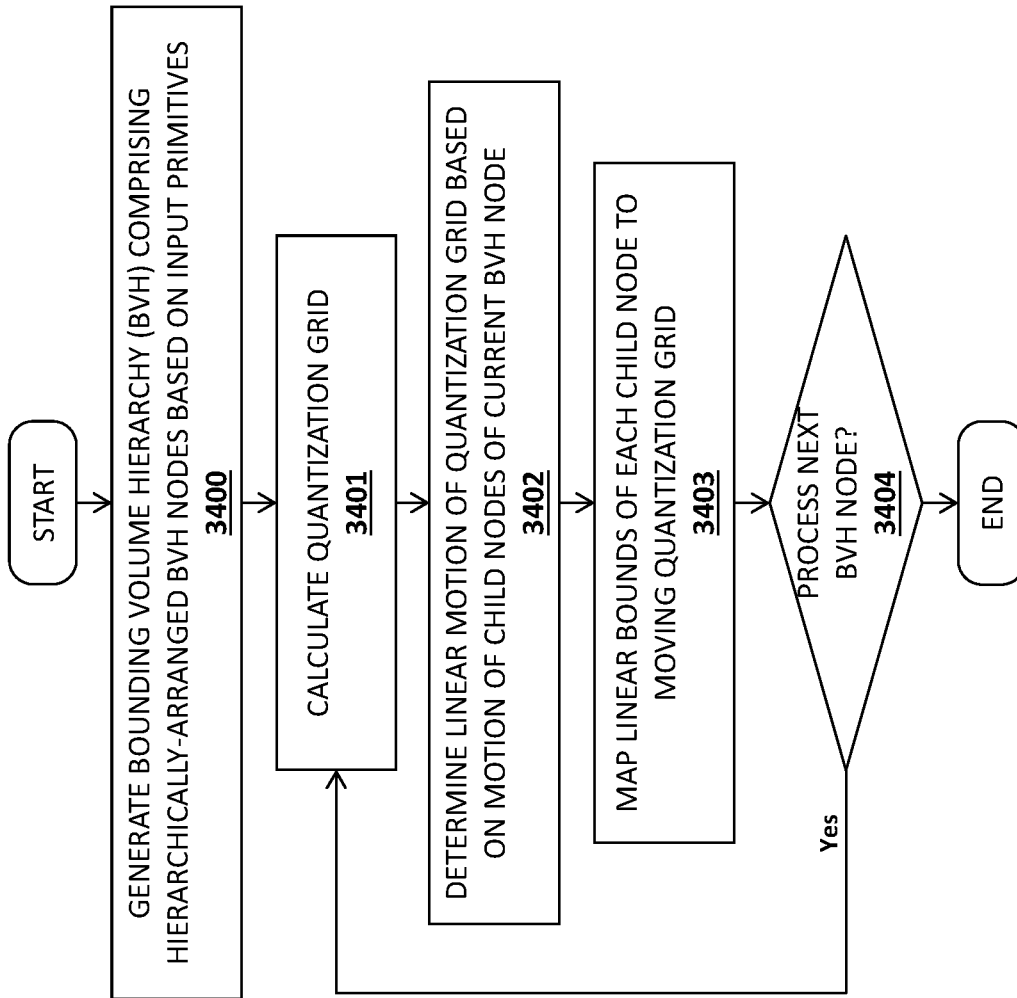 START
GENERATE BOUNDING VOLUME HIERARCHY (BVH) COMPRISING
HIERARCHICALLY-ARRANGED BVH NODES BASED ON INPUT PRIMITIVES
3400
CALCULATE QUANTIZATION GRID
3401
DETERMINE LINEAR MOTION OF QUANTIZATION GRID BASED
ON MOTION OF CHILD NODES OF CURRENT BVH NODE
3402
MAP LINEAR BOUNDS OF EACH CHILD NODE TO
MOVING QUANTIZATION GRID
3403
PROCESS NEXT
BVH NODE?
3404
Yes
END